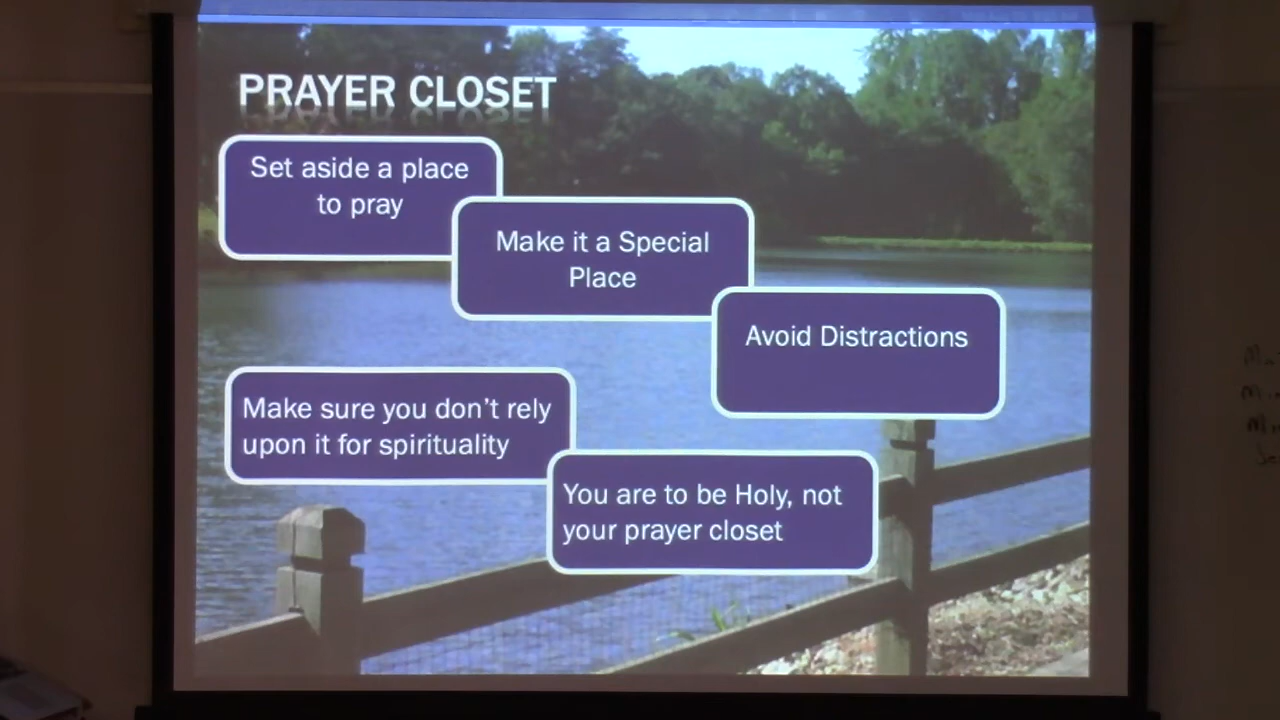 PRAYER CLOSET
Set aside a place
to pray
Make it a Special
Place
Avoid Distractions
Make sure you don't rely
upon it for spirituality
You are to be Holy, not
your prayer closet